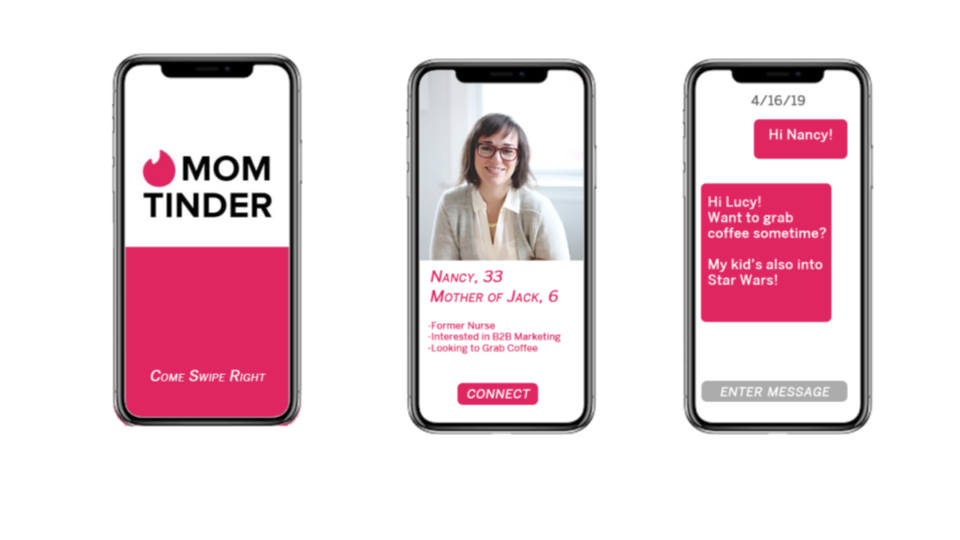 MOM
TINDER
COME SWIPE RIGHT
NANCY, 33
MOTHER OF JACK, 6
-Former Nurse
-Interested in B2B Marketing
-Looking to Grab Coffee
CONNECT
4/16/19
Hi Nancy!
Hi Lucy!
Want to grab
coffee sometime?
My kid's also into
Star Wars!
ENTER MESSAGE